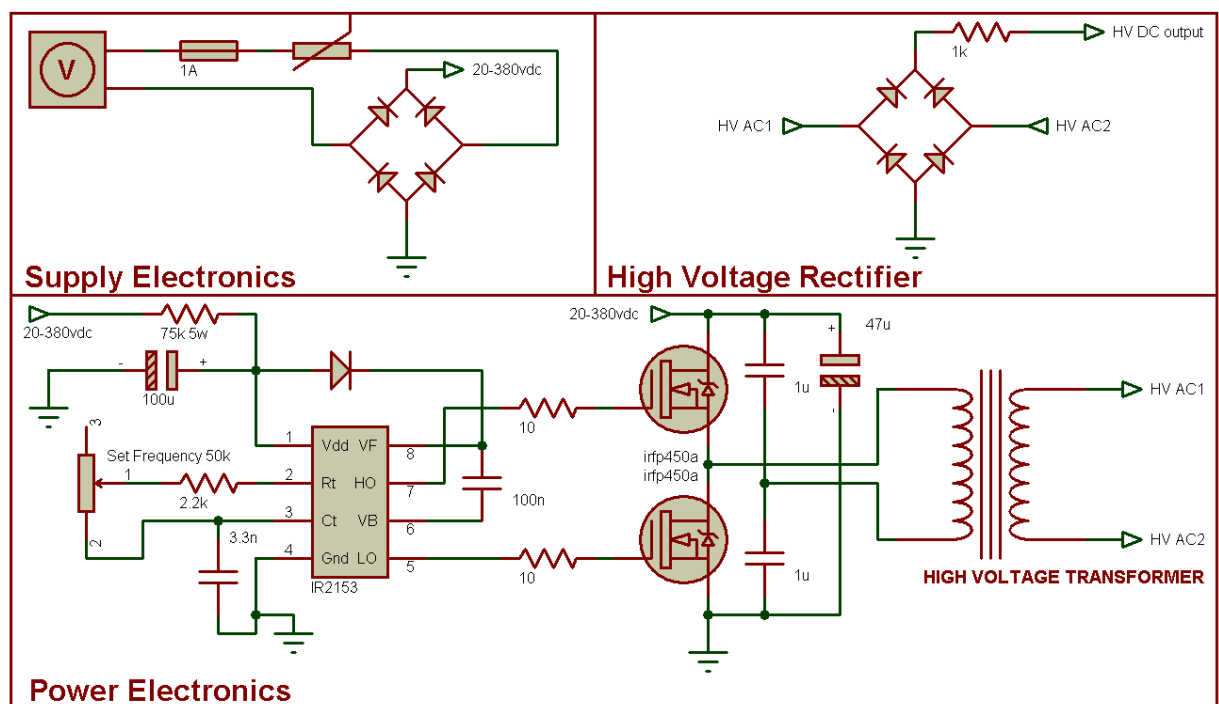 V
1A
20-380vdc
Supply Electronics
1k
HV DC output
HV AC1
HV AC2
High Voltage Rectifier
20-380vdc
75k 5w
-
+
100u
3
Set Frequency 50k
1
2.2k
2
3.3n
1
2
3
4
Vdd VF
Rt HO
Ct VB
Gnd LO
8
7
6
5
IR2153
100n
10
10
20-380vdc
irfp450a
irfp450a
1u
1u
+
47u
-
HV AC1
HV AC2
HIGH VOLTAGE TRANSFORMER
Power Electronics